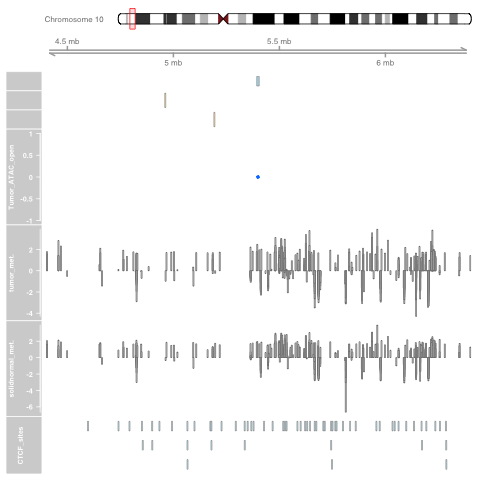 Chromosome 10
4.5 mb
5.5 mb
5 mb
6 mb
Tumor_ATAC_open
1
0.5
0
-0.5
-1
tumor_met.
2
0
-2
-4
solidnormal_met.
2
0
-2
-4
-6
CTCF_sites